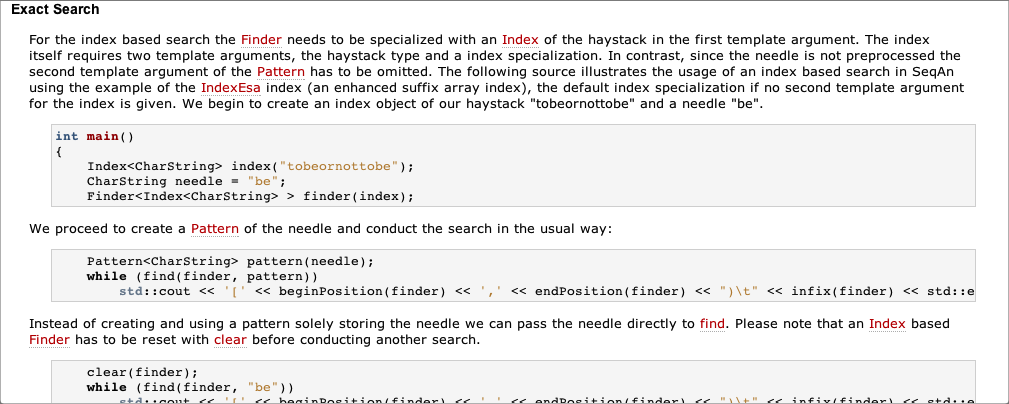 Exact Search
For the index based search the Finder needs to be specialized with an Index of the haystack in the first template argument. The index
itself requires two template arguments, the haystack type and a index specialization. In contrast, since the needle is not preprocessed the
second template argument of the Pattern has to be omitted. The following source illustrates the usage of an index based search in SeqAn
using the example of the IndexEsa index (an enhanced suffix array index), the default index specialization if no second template argument
for the index is given. We begin to create an index object of our haystack "tobeornottobe" and a needle "be".
int main()
{
    Index<CharString> index("tobeornottobe");
    CharString needle = "be";
    Finder<Index<CharString> > finder(index);
We proceed to create a Pattern of the needle and conduct the search in the usual way:
    Pattern<CharString> pattern(needle);
    while (find(finder, pattern))
        std::cout << '[' << beginPosition(finder) << ',' << endPosition(finder) << ")\t" << infix(finder) << std::e
Instead of creating and using a pattern solely storing the needle we can pass the needle directly to find. Please note that an Index based
Finder has to be reset with clear before conducting another search.
    clear(finder);
    while (find(finder, "be"))
        std::cout << '[' << beginPosition(finder) << ',' << endPosition(finder) << ")\t" << infix(finder) << std::e